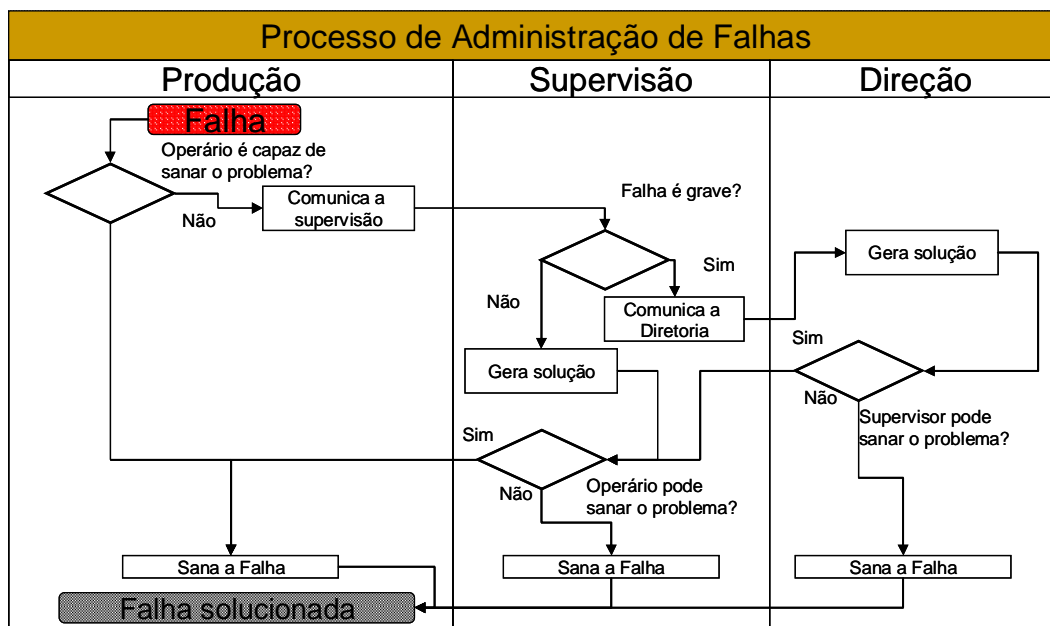 Processo de Administração de Falhas
Produção
Supervisão
Direção
Falha
Operário é capaz de
sanar o problema?
Não
Comunica a
supervisão
Falha é grave?
Sim
Não
Comunica a
Diretoria
Gera solução
Gera solução
Sim
Não
Supervisor pode
sanar o problema?
Sim
Não
Operário pode
sanar o problema?
Sana a Falha
Sana a Falha
Sana a Falha
Falha solucionada